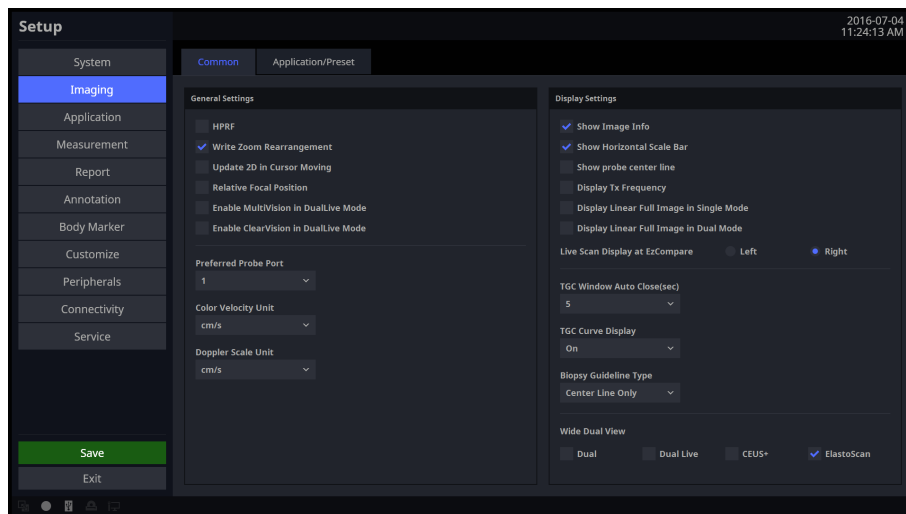 Setup
2016-07-04
11:24:13 AM
System
Imaging
Application
Measurement
Report
Annotation
Body Marker
Customize
Peripherals
Connectivity
Service
Save
Exit
Common
Application/Preset
General Settings
HPRF
Write Zoom Rearrangement
Update 2D in Cursor Moving
Relative Focal Position
Enable MultiVision in DualLive Mode
Enable ClearVision in DualLive Mode
Preferred Probe Port
1
Color Velocity Unit
cm/s
Doppler Scale Unit
cm/s
Display Settings
Show Image Info
Show Horizontal Scale Bar
Show probe center line
Display Tx Frequency
Display Linear Full Image in Single Mode
Display Linear Full Image in Dual Mode
Live Scan Display at EzCompare Left Right
TGC Window Auto Close(sec)
5
TGC Curve Display
On
Biopsy Guideline Type
Center Line Only
Wide Dual View
Dual Dual Live CEUS+ ElastoScan